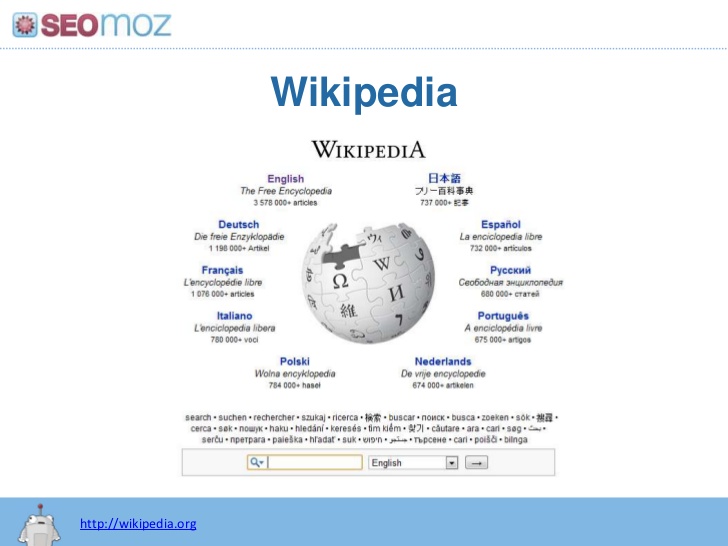 SEOmoz
Wikipedia
WIKIPEDIA
English
The Free Encyclopedia
3 578 000+ articles
日本語
フリー百科事典
737 000+ 記事
Deutsch
Die freie Enzyklopädie
1 198 000+ Artikel
Español
La enciclopedia libre
732 000+ artículos
Français
L'encyclopédie libre
1 076 000+ articles
Русский
Свободная энциклопедия
680 000+ статей
Italiano
L'enciclopedia libera
780 000+ voci
Português
A enciclopédia livre
675 000+ artigos
Polski
Wolna encyklopedia
784 000+ haseł
Nederlands
De vrije encyclopedie
674 000+ artikelen
Ω W И 維
search • suchen • rechercher • szukaj • ricerca • 検索 • buscar • поиск • busca • zoeken • sök • 搜尋 •
cerca • søk • пошук • haku • hledání • keresés • tìm kiếm • 찾기 • căutare • ara • cari • søg • بحث •
serĉu • претрага • paieška • hľadať • suk • חיפוש • جستجو • търсене • cari • poišči • bilnga
English
http://wikipedia.org